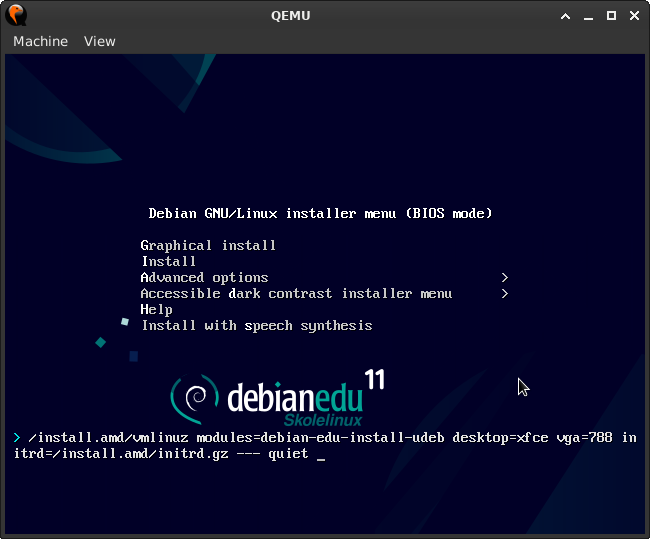 QEMU
Machine View
Debian GNU/Linux installer menu (BIOS mode)
Graphical install
Install
Advanced options >
Accessible dark contrast installer menu >
Help
Install with speech synthesis
debianedu 11
Skolelinux
> /install.amd/vmlinuz modules=debian-edu-install-udeb desktop=xfce vga=788 in
itrd=/install.amd/initrd.gz --- quiet _